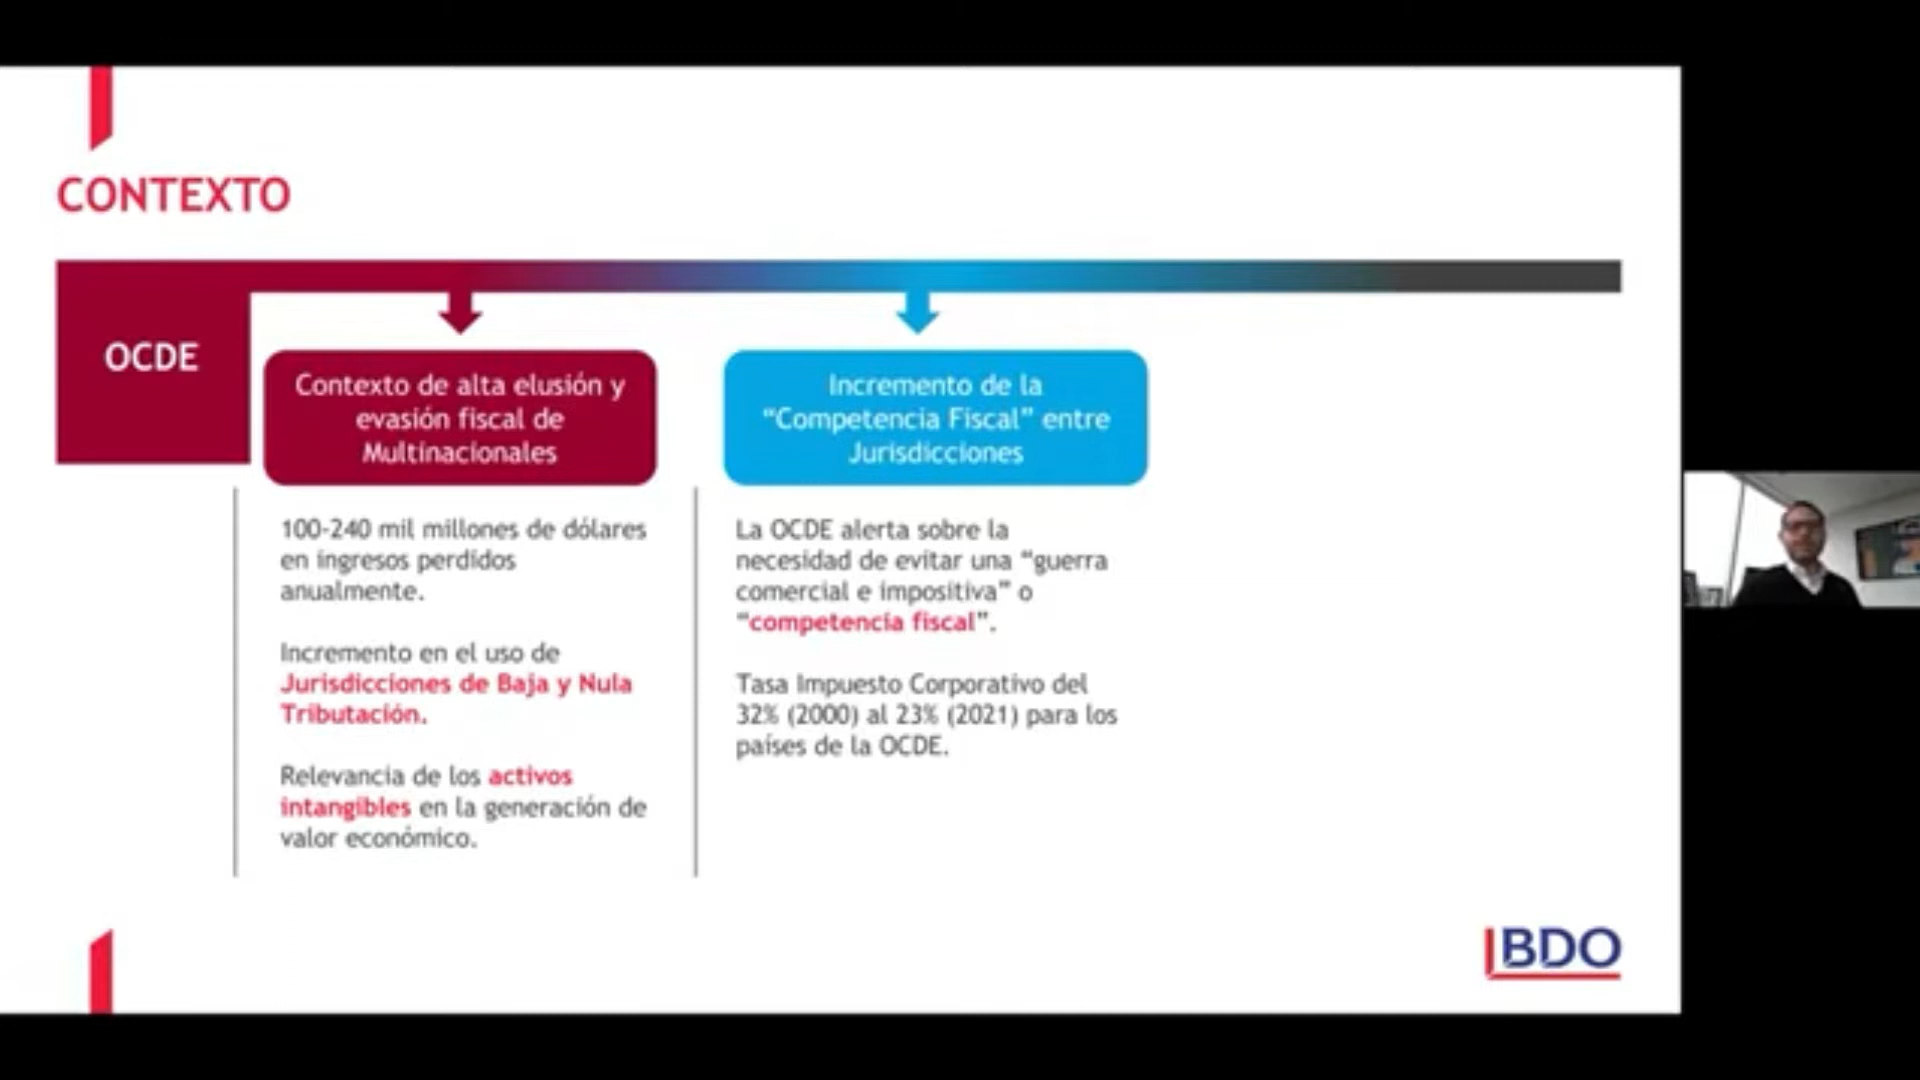 CONTEXTO
OCDE
Contexto de alta elusión y
evasión fiscal de
Multinacionales
100-240 mil millones de dólares
en ingresos perdidos
anualmente.
Incremento en el uso de
Jurisdicciones de Baja y Nula
Tributación.
Relevancia de los activos
intangibles en la generación de
valor económico.
Incremento de la
“Competencia Fiscal” entre
Jurisdicciones
La OCDE alerta sobre la
necesidad de evitar una “guerra
comercial e impositiva” o
“competencia fiscal”.
Tasa Impuesto Corporativo del
32% (2000) al 23% (2021) para los
países de la OCDE.
BDO